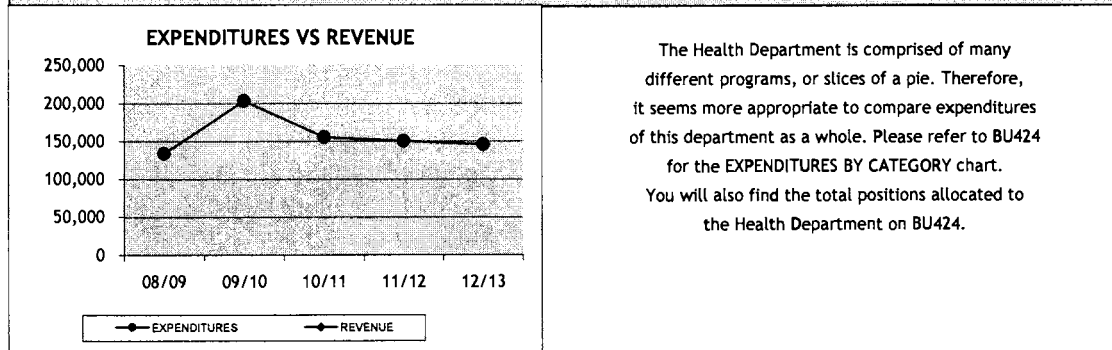 EXPENDITURES VS REVENUE
250,000
200,000
150,000
100,000
50,000
0
08/09 09/10 10/11 11/12 12/13
EXPENDITURES REVENUE
The Health Department is comprised of many
different programs, or slices of a pie. Therefore,
it seems more appropriate to compare expenditures
of this department as a whole. Please refer to BU424
for the EXPENDITURES BY CATEGORY chart.
You will also find the total positions allocated to
the Health Department on BU424.